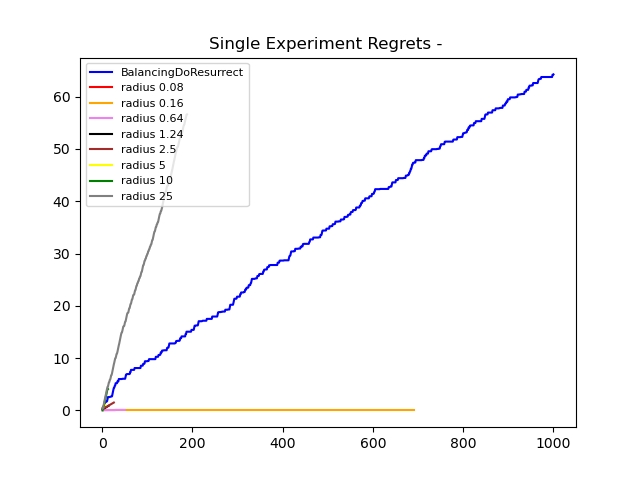 Single Experiment Regrets -
BalancingDoResurrect
radius 0.08
radius 0.16
radius 0.64
radius 1.24
radius 2.5
radius 5
radius 10
radius 25
60
50
40
30
20
10
0
0 200 400 600 800 1000